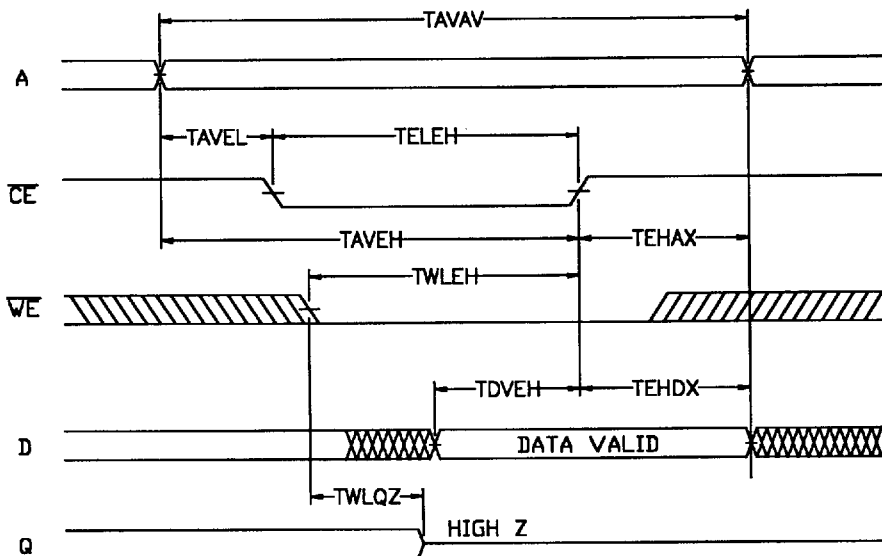 TAVAV
A
TAVEL TELEH
CE
TAVEH TEHAX
TWLEH
WE
TDVEH TEHDX
D DATA VALID
TWLQZ
Q HIGH Z